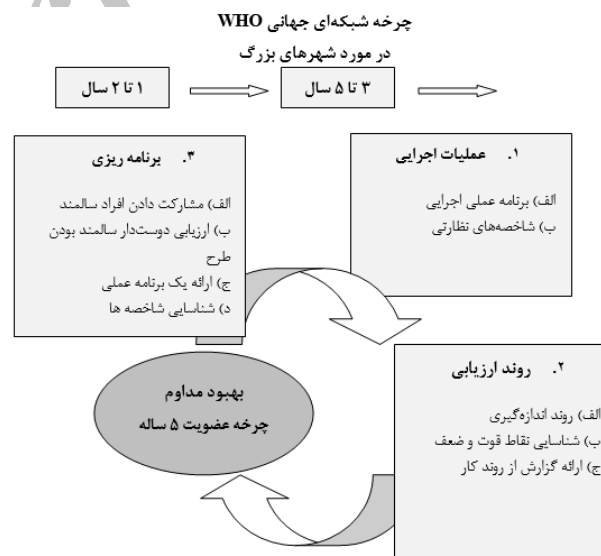 چرخه شبکه‌ای جهانی WHO
در مورد شهرهای بزرگ
۳ تا ۵ سال
۱ تا ۲ سال
۱. عملیات اجرایی
الف) برنامه عملی اجرایی
ب) شاخصه‌های نظارتی
۳. برنامه ریزی
الف) مشارکت دادن افراد سالمند
ب) ارزیابی دوست‌دار سالمند بودن
طرح
ج) ارائه یک برنامه عملی
د) شناسایی شاخصه ها
۲. روند ارزیابی
الف) روند اندازه‌گیری
ب) شناسایی نقاط قوت و ضعف
ج) ارائه گزارش از روند کار
بهبود مداوم
چرخه عضویت ۵ ساله